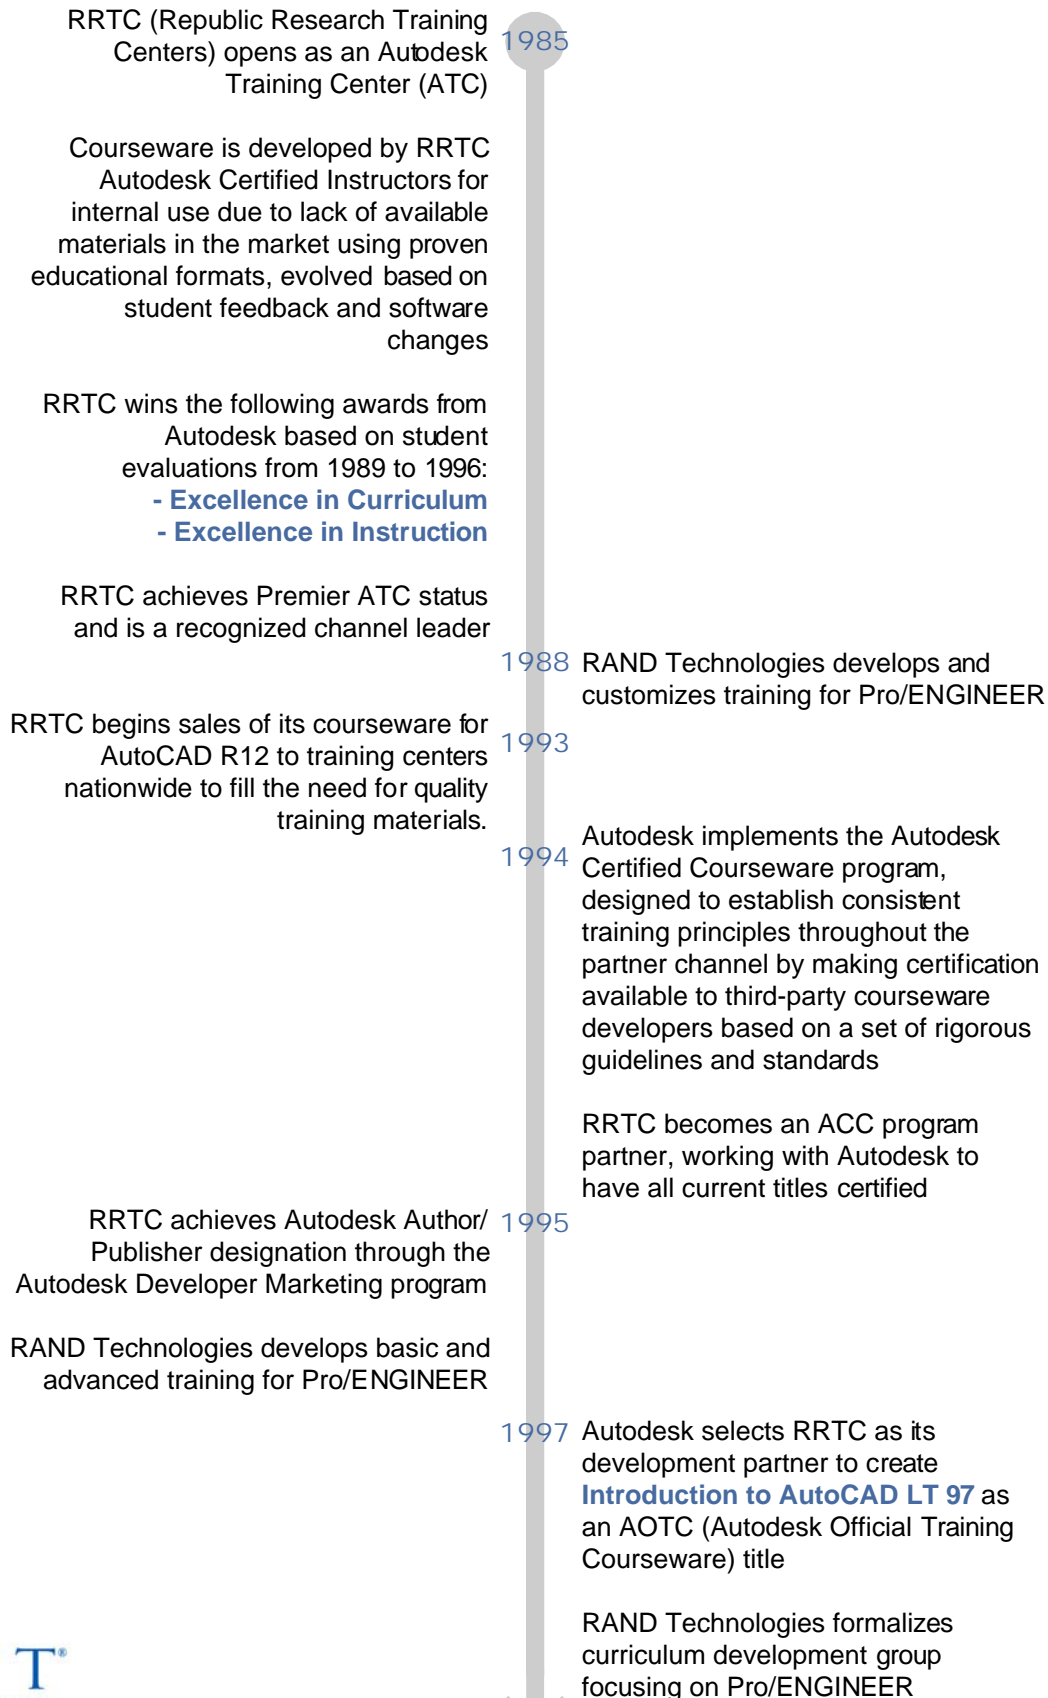 RRTC (Republic Research Training
Centers) opens as an Autodesk
Training Center (ATC)
1985
Courseware is developed by RRTC
Autodesk Certified Instructors for
internal use due to lack of available
materials in the market using proven
educational formats, evolved based on
student feedback and software
changes
RRTC wins the following awards from
Autodesk based on student
evaluations from 1989 to 1996:
- Excellence in Curriculum
- Excellence in Instruction
RRTC achieves Premier ATC status
and is a recognized channel leader
1988
RAND Technologies develops and
customizes training for Pro/ENGINEER
RRTC begins sales of its courseware for
AutoCAD R12 to training centers
nationwide to fill the need for quality
training materials.
1993
1994
Autodesk implements the Autodesk
Certified Courseware program,
designed to establish consistent
training principles throughout the
partner channel by making certification
available to third-party courseware
developers based on a set of rigorous
guidelines and standards
RRTC becomes an ACC program
partner, working with Autodesk to
have all current titles certified
RRTC achieves Autodesk Author/
Publisher designation through the
Autodesk Developer Marketing program
1995
RAND Technologies develops basic and
advanced training for Pro/ENGINEER
1997
Autodesk selects RRTC as its
development partner to create
Introduction to AutoCAD LT 97 as
an AOTC (Autodesk Official Training
Courseware) title
RAND Technologies formalizes
curriculum development group
focusing on Pro/ENGINEER
T®